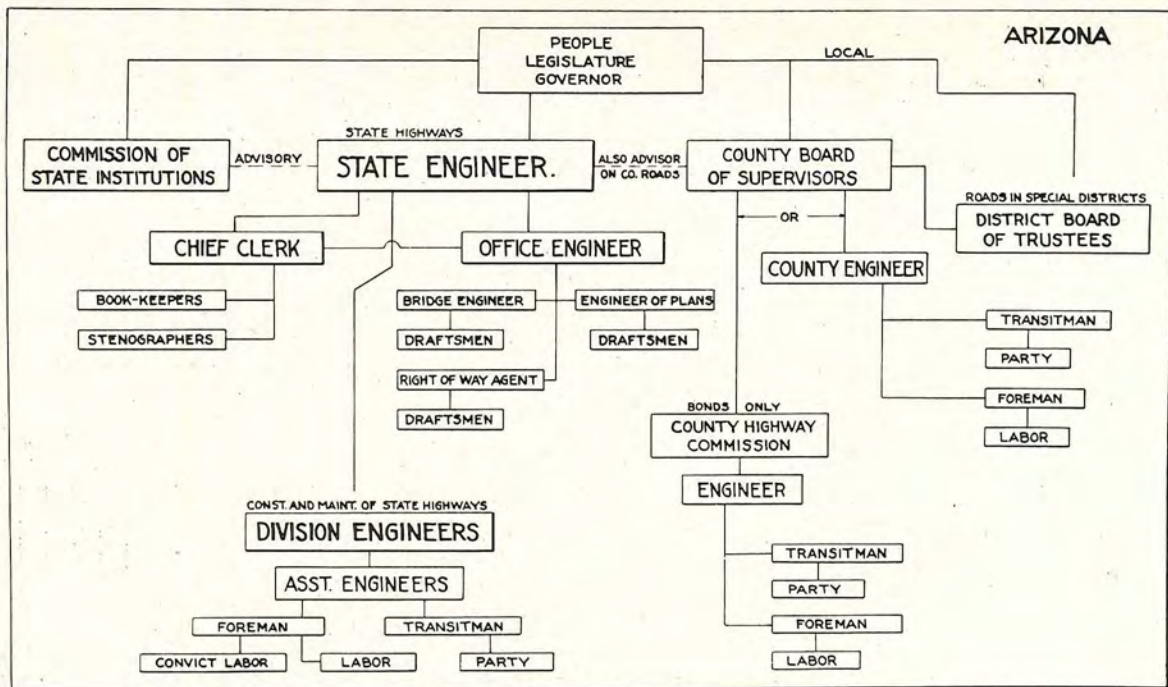 ARIZONA
PEOPLE
LEGISLATURE
GOVERNOR
LOCAL
STATE HIGHWAYS
COMMISSION OF
STATE INSTITUTIONS
ADVISORY
STATE ENGINEER.
ALSO ADVISOR
ON CO. ROADS
COUNTY BOARD
OF SUPERVISORS
ROADS IN SPECIAL DISTRICTS
DISTRICT BOARD
OF TRUSTEES
OR
CHIEF CLERK
OFFICE ENGINEER
COUNTY ENGINEER
BOOK-KEEPERS
STENOGRAPHERS
BRIDGE ENGINEER
ENGINEER OF PLANS
DRAFTSMEN
DRAFTSMEN
RIGHT OF WAY AGENT
DRAFTSMEN
TRANSITMAN
PARTY
FOREMAN
LABOR
BONDS ONLY
COUNTY HIGHWAY
COMMISSION
ENGINEER
TRANSITMAN
PARTY
FOREMAN
LABOR
CONST. AND MAINT. OF STATE HIGHWAYS
DIVISION ENGINEERS
ASST. ENGINEERS
FOREMAN
TRANSITMAN
CONVICT LABOR
LABOR
PARTY